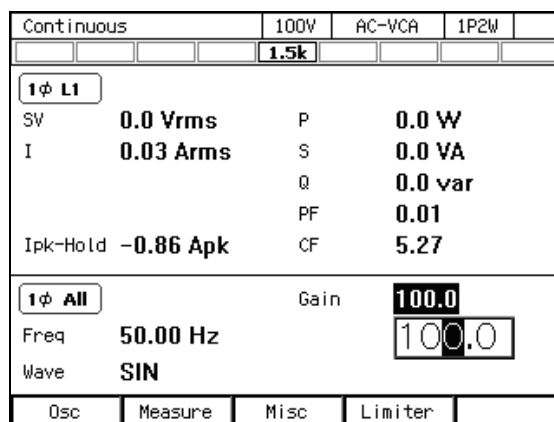 Continuous 100V AC-VCA 1P2W
1.5k
1ϕ L1
SV 0.0 Vrms P 0.0 W
I 0.03 Arms S 0.0 VA
Q 0.0 var
PF 0.01
Ipk-Hold -0.86 Apk CF 5.27
1ϕ All Gain 100.0
Freq 50.00 Hz 100.0
Wave SIN
Osc Measure Misc Limiter